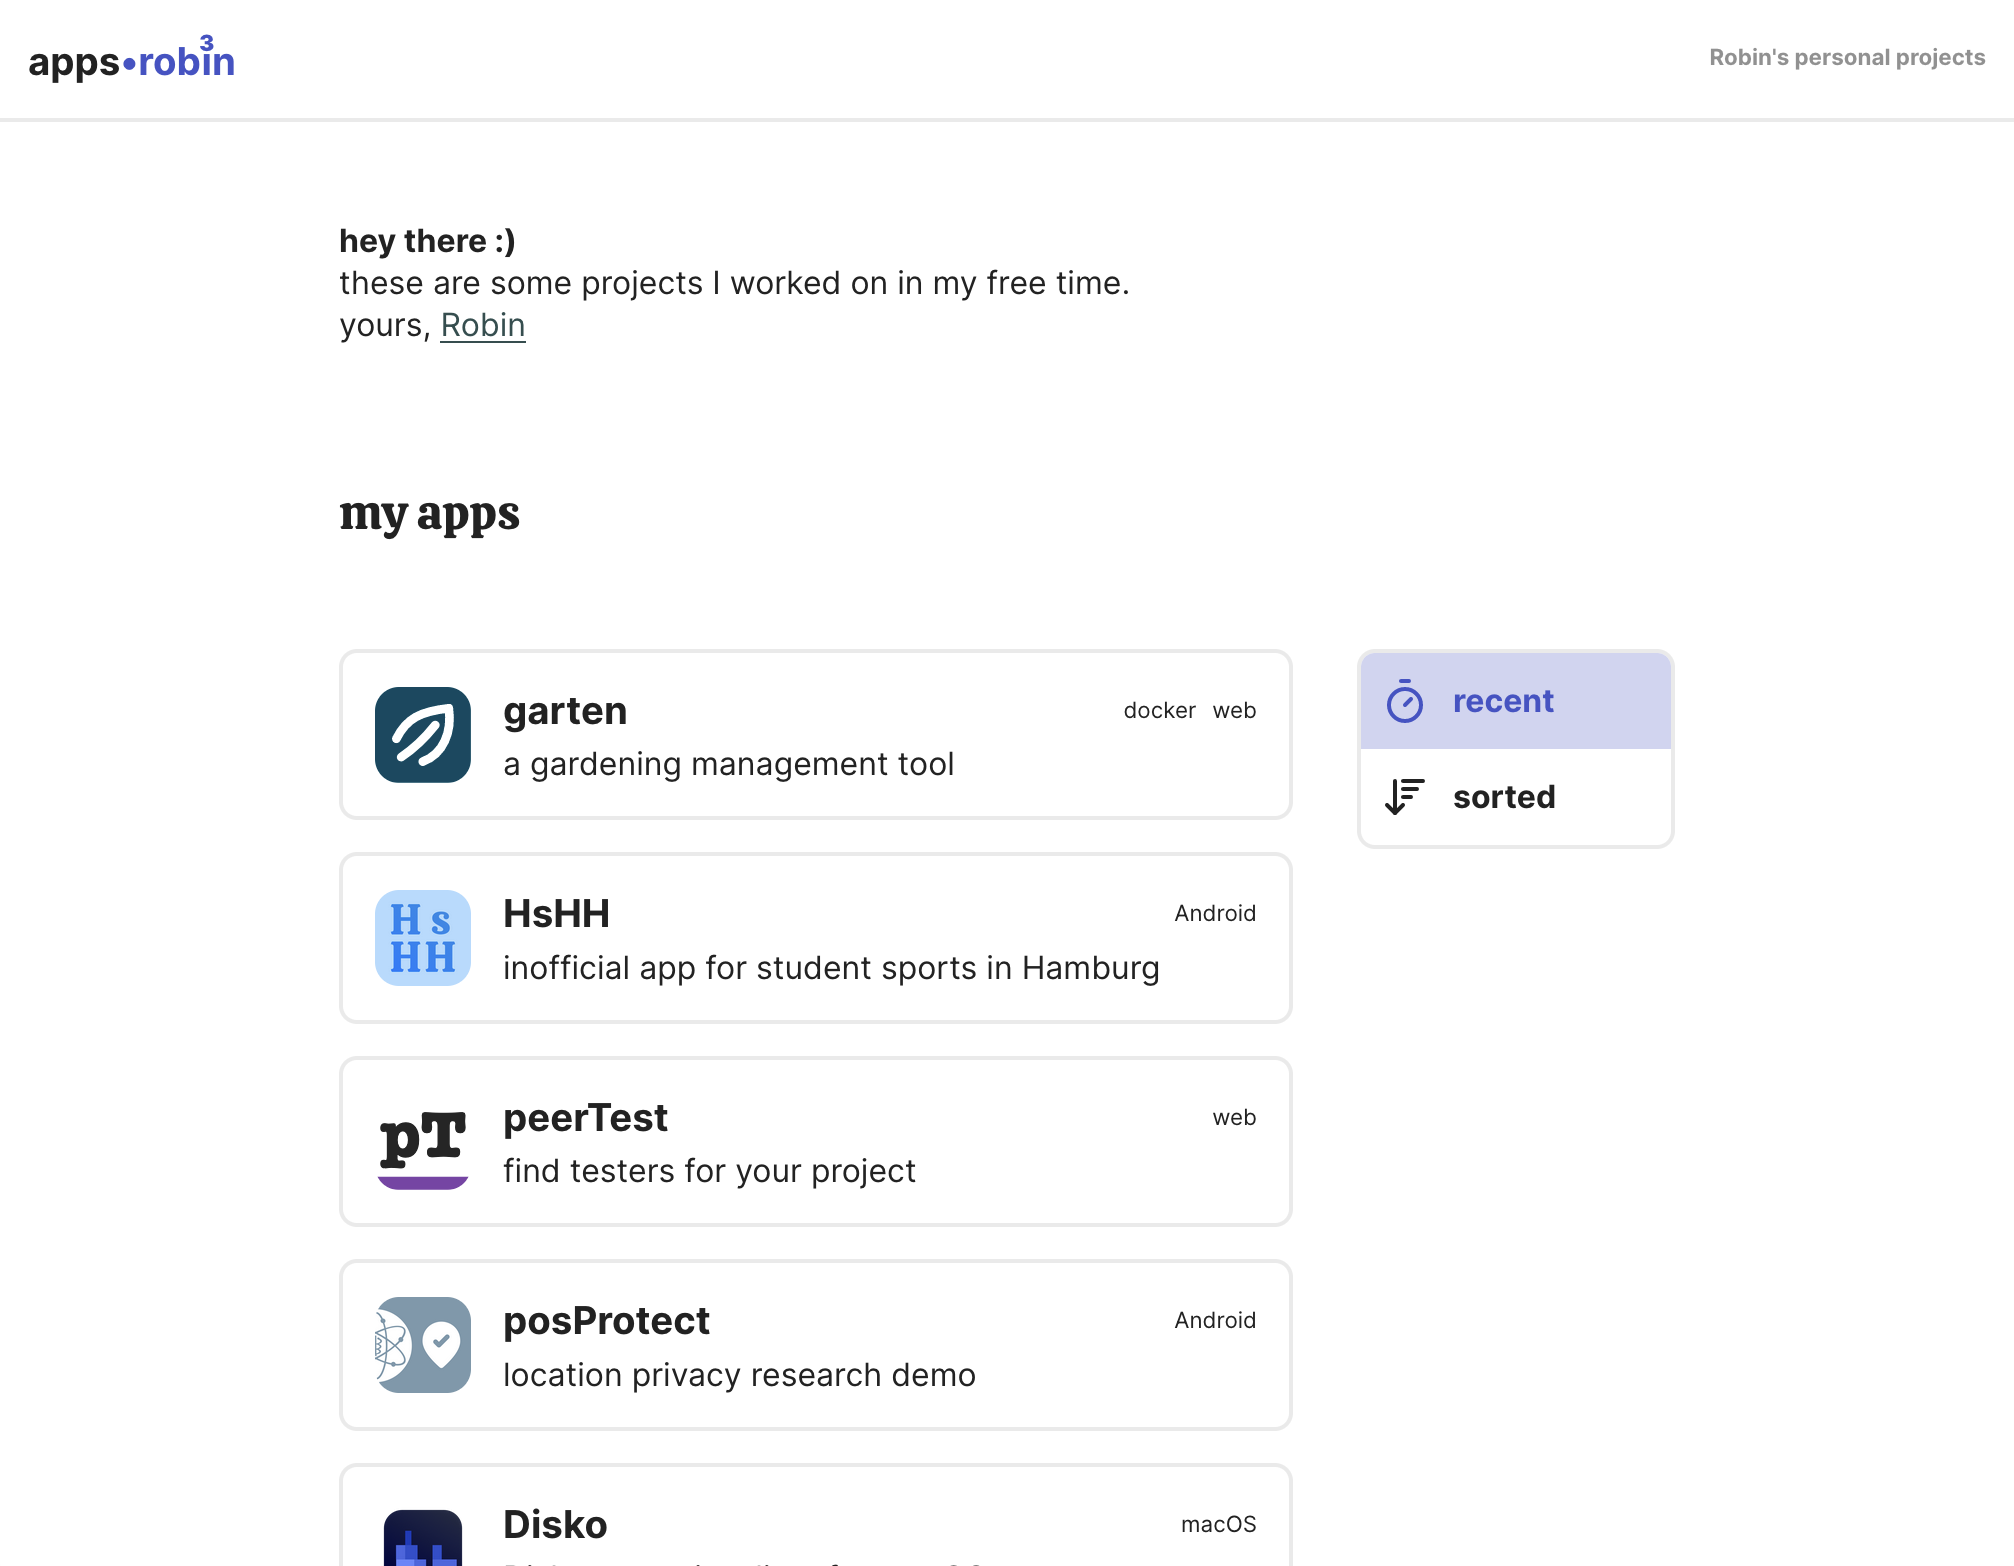 apps•robin³
Robin's personal projects
hey there :)
these are some projects I worked on in my free time.
yours, Robin
my apps
garten
docker web
a gardening management tool
recent
sorted
H s
HH
HsHH
Android
inofficial app for student sports in Hamburg
pT
peerTest
web
find testers for your project
posProtect
Android
location privacy research demo
Disko
macOS